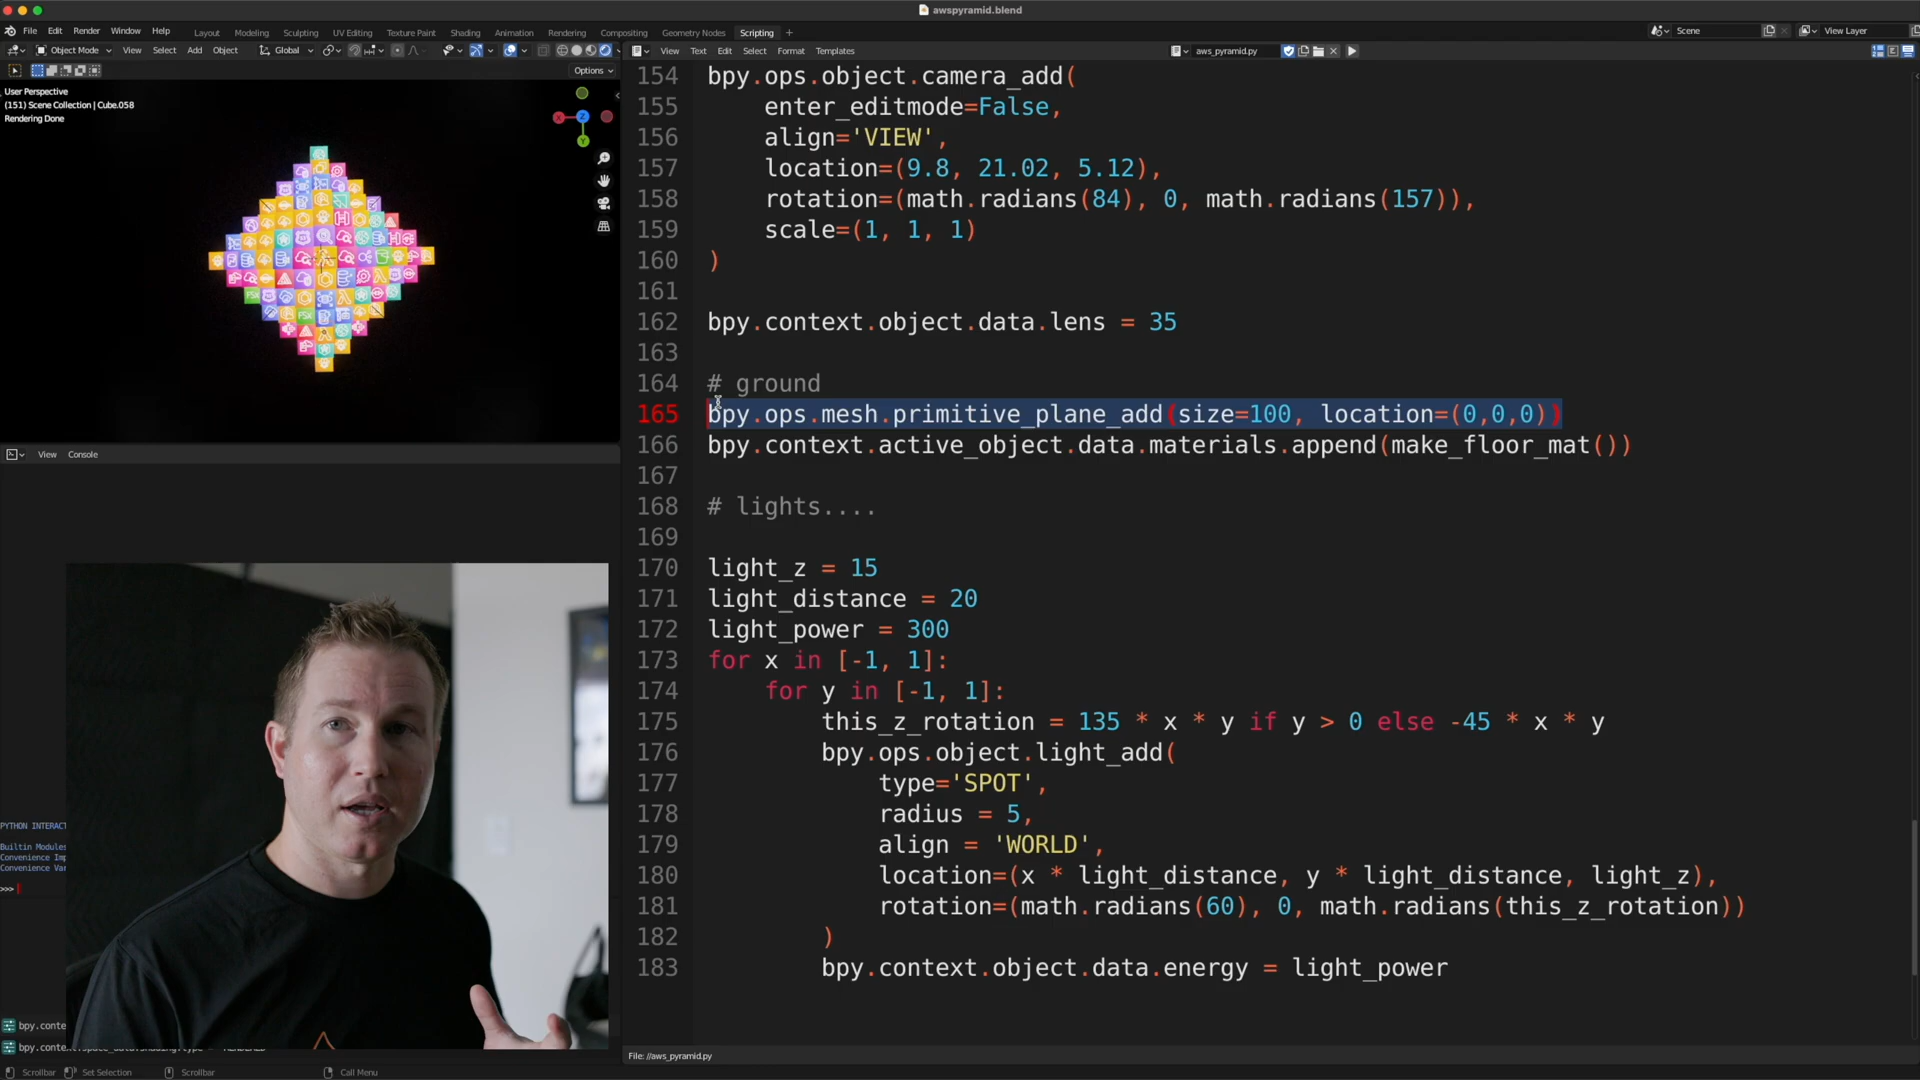 awspyramid.blend
File Edit Render Window Help Layout Modeling Sculpting UV Editing Texture Paint Shading Animation Rendering Compositing Geometry Nodes Scripting + Scene View Layer
Object Mode View Select Add Object Global View Text Edit Select Format Templates aws_pyramid.py
Options
User Perspective
(151) Scene Collection | Cube.058
Rendering Done
X
Z
Y
View Console
154 bpy.ops.object.camera_add(
155 enter_editmode=False,
156 align='VIEW',
157 location=(9.8, 21.02, 5.12),
158 rotation=(math.radians(84), 0, math.radians(157)),
159 scale=(1, 1, 1)
160 )
161
162 bpy.context.object.data.lens = 35
163
164 # ground
165 bpy.ops.mesh.primitive_plane_add(size=100, location=(0,0,0))
166 bpy.context.active_object.data.materials.append(make_floor_mat())
167
168 # lights....
169
170 light_z = 15
171 light_distance = 20
172 light_power = 300
173 for x in [-1, 1]:
174 for y in [-1, 1]:
175 this_z_rotation = 135 * x * y if y > 0 else -45 * x * y
176 bpy.ops.object.light_add(
177 type='SPOT',
178 radius = 5,
179 align = 'WORLD',
180 location=(x * light_distance, y * light_distance, light_z),
181 rotation=(math.radians(60), 0, math.radians(this_z_rotation))
182 )
183 bpy.context.object.data.energy = light_power
PYTHON INTERACT
Builtin Modules
Convenience Imp
Convenience Var
>>>
bpy.conte
File: //aws_pyramid.py
Scrollbar Set Selection Scrollbar Call Menu